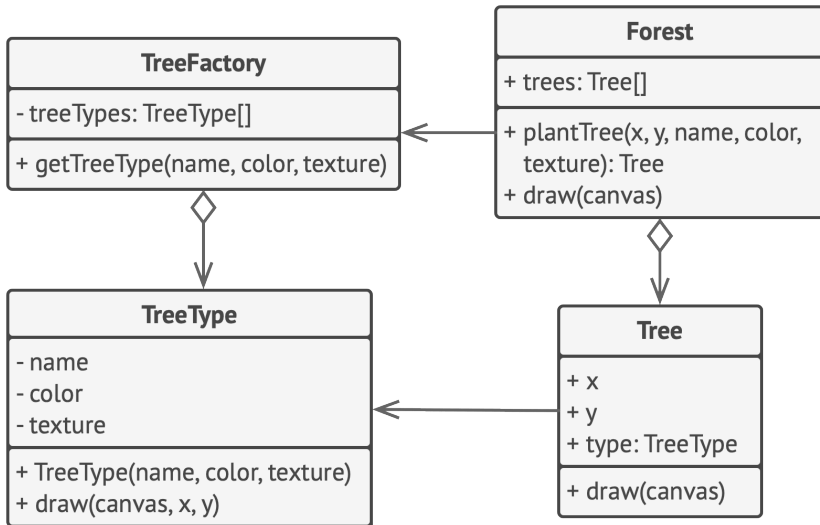 TreeFactory
- treeTypes: TreeType[]
+ getTreeType(name, color, texture)
Forest
+ trees: Tree[]
+ plantTree(x, y, name, color,
texture): Tree
+ draw(canvas)
TreeType
- name
- color
- texture
+ TreeType(name, color, texture)
+ draw(canvas, x, y)
Tree
+ x
+ y
+ type: TreeType
+ draw(canvas)